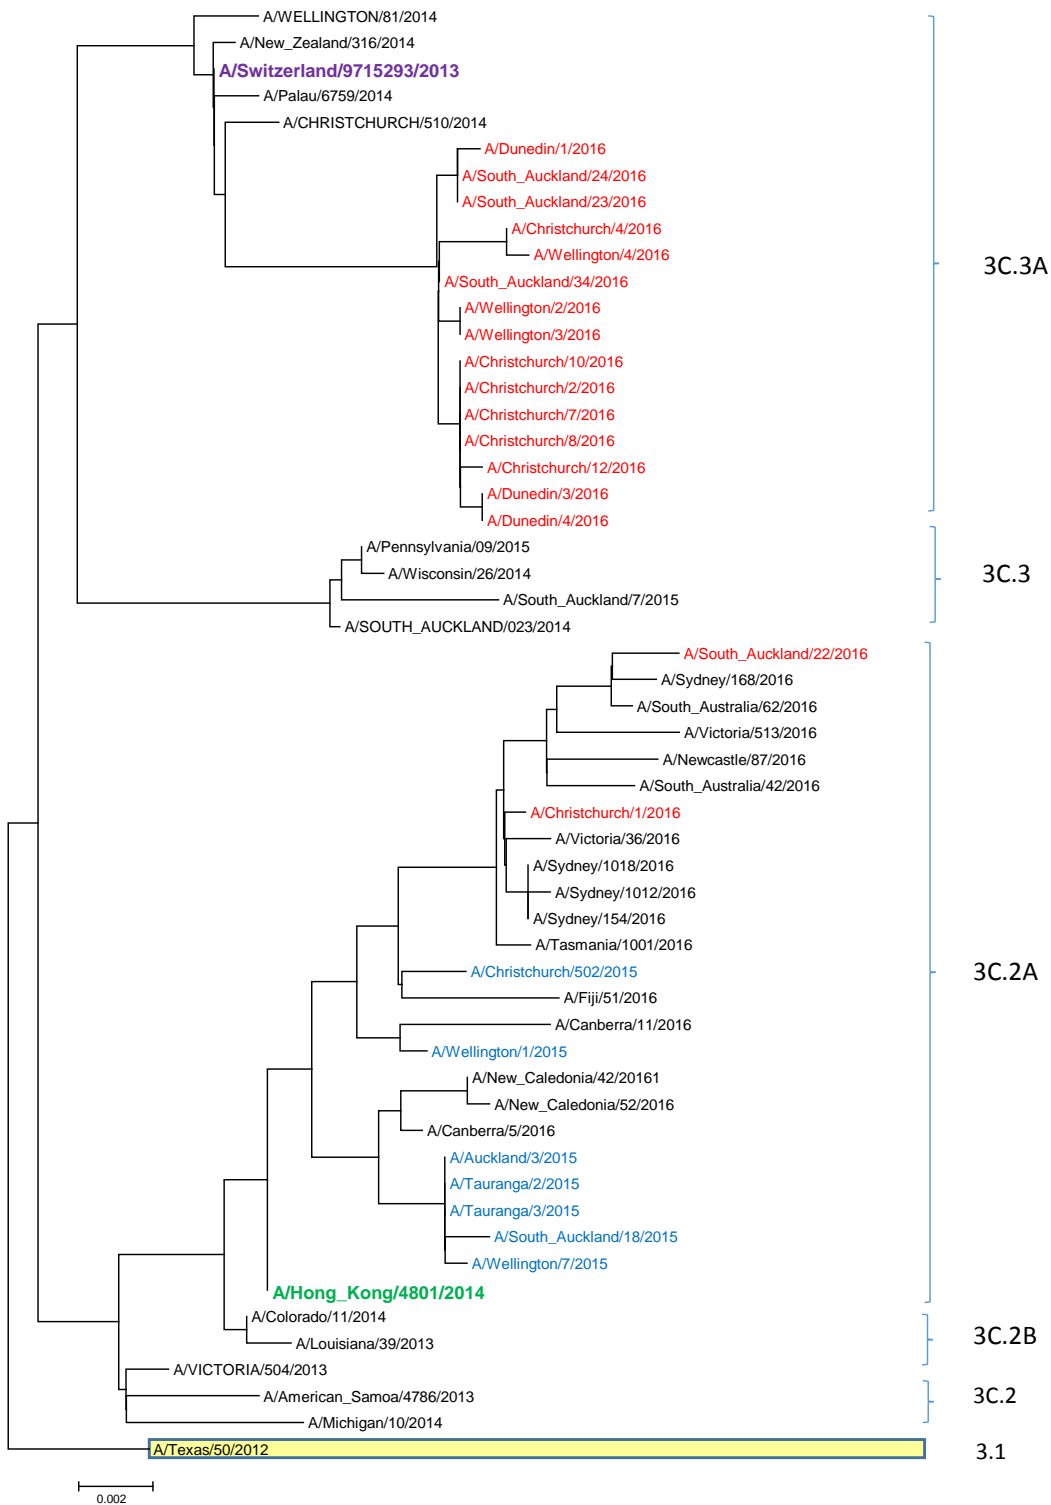 A/WELLINGTON/81/2014
A/New_Zealand/316/2014
A/Switzerland/9715293/2013
A/Palau/6759/2014
A/CHRISTCHURCH/510/2014
A/Dunedin/1/2016
A/South_Auckland/24/2016
A/South_Auckland/23/2016
A/Christchurch/4/2016
A/Wellington/4/2016
3C.3A
A/South_Auckland/34/2016
A/Wellington/2/2016
A/Wellington/3/2016
A/Christchurch/10/2016
A/Christchurch/2/2016
A/Christchurch/7/2016
A/Christchurch/8/2016
A/Christchurch/12/2016
A/Dunedin/3/2016
A/Dunedin/4/2016
A/Pennsylvania/09/2015
A/Wisconsin/26/2014
3C.3
A/South_Auckland/7/2015
A/SOUTH_AUCKLAND/023/2014
A/South_Auckland/22/2016
A/Sydney/168/2016
A/South_Australia/62/2016
A/Victoria/513/2016
A/Newcastle/87/2016
A/South_Australia/42/2016
A/Christchurch/1/2016
A/Victoria/36/2016
A/Sydney/1018/2016
A/Sydney/1012/2016
A/Sydney/154/2016
A/Tasmania/1001/2016
A/Christchurch/502/2015
3C.2A
A/Fiji/51/2016
A/Canberra/11/2016
A/Wellington/1/2015
A/New_Caledonia/42/20161
A/New_Caledonia/52/2016
A/Canberra/5/2016
A/Auckland/3/2015
A/Tauranga/2/2015
A/Tauranga/3/2015
A/South_Auckland/18/2015
A/Wellington/7/2015
A/Hong_Kong/4801/2014
A/Colorado/11/2014
3C.2B
A/Louisiana/39/2013
A/VICTORIA/504/2013
A/American_Samoa/4786/2013
3C.2
A/Michigan/10/2014
A/Texas/50/2012
3.1
0.002